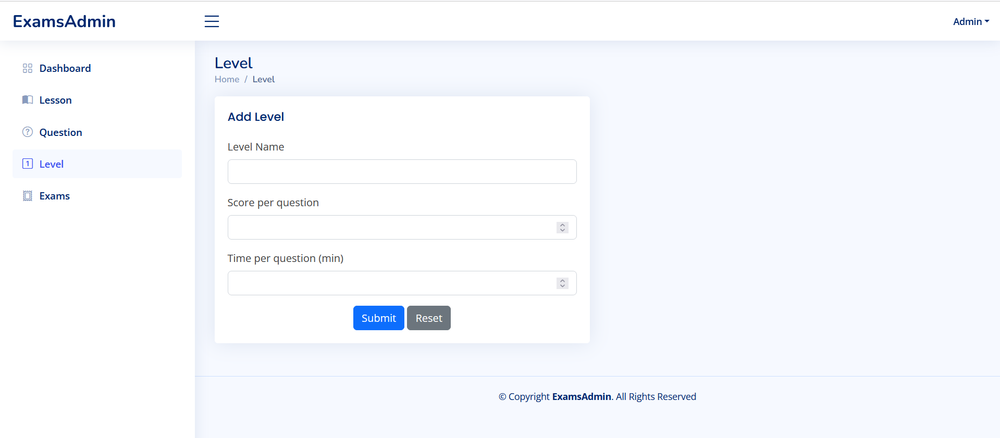 ExamsAdmin
Admin
Dashboard
Lesson
Question
1 Level
Exams
Level
Home / Level
Add Level
Level Name
Score per question
Time per question (min)
Submit Reset
© Copyright ExamsAdmin. All Rights Reserved